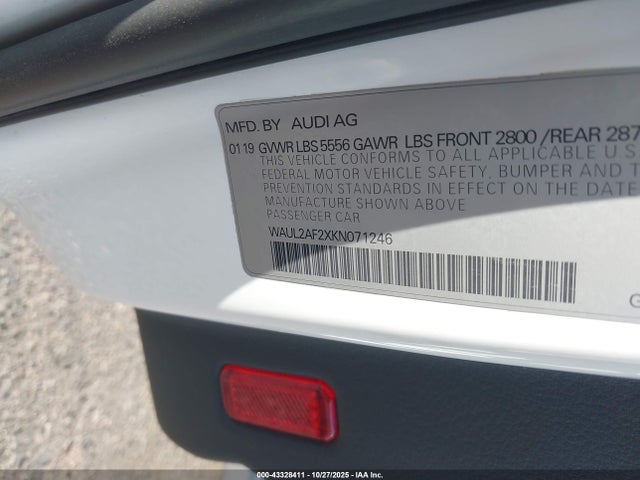 MFD. BY AUDI AG
01 19 GVWR LBS 5556 GAWR LBS FRONT 2800 /REAR 287
THIS VEHICLE CONFORMS TO ALL APPLICABLE U.S
FEDERAL MOTOR VEHICLE SAFETY, BUMPER AND T
PREVENTION STANDARDS IN EFFECT ON THE DATE
MANUFACTURE SHOWN ABOVE
PASSENGER CAR
WAUL2AF2XKN071246
G
000-43328411 - 10/27/2025 - IAA Inc.